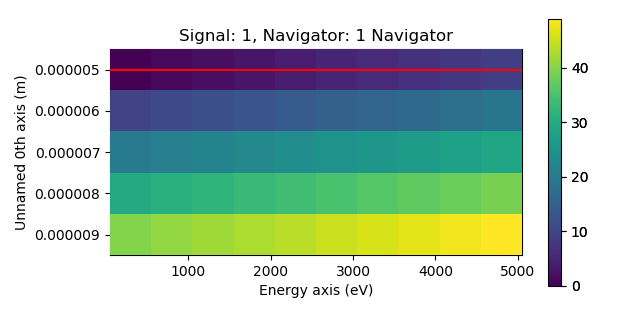 Signal: 1, Navigator: 1 Navigator
Unnamed 0th axis (m)
0.000005
0.000006
0.000007
0.000008
0.000009
1000 2000 3000 4000 5000
Energy axis (eV)
40
30
20
10
0